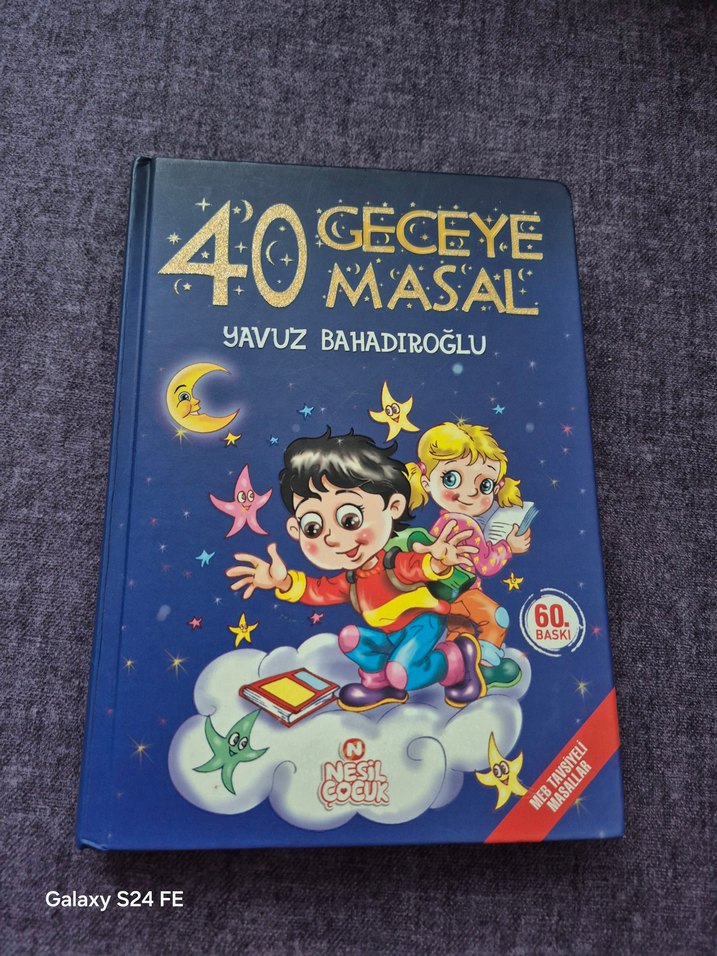 40 GECEYE
MASAL
YAVUZ BAHADIROĞLU
60.
BASKI
MEB TAVSİYELİ
MASALLAR
N
NESİL
ÇOCUK
Galaxy S24 FE